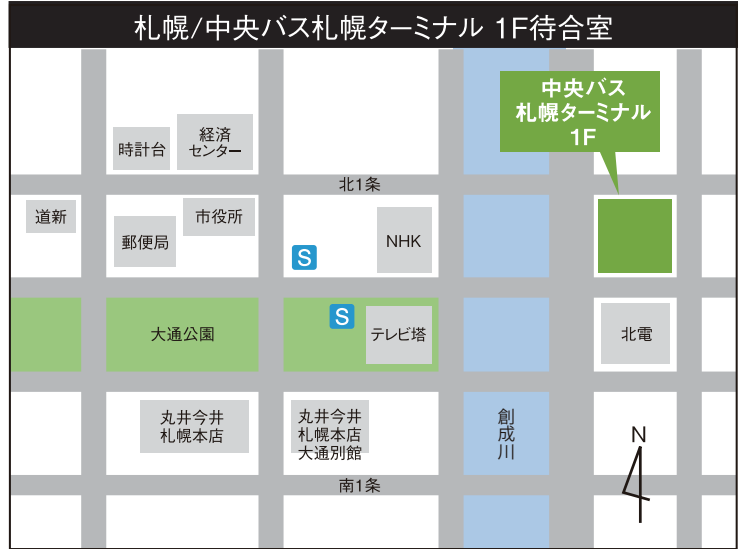 札幌/中央バス札幌ターミナル 1F待合室
中央バス
札幌ターミナル
1F
経済
センター
時計台
北1条
道新
市役所
郵便局
NHK
S
S
大通公園
テレビ塔
北電
丸井今井
札幌本店
丸井今井
札幌本店
大通別館
創成川
N
南1条